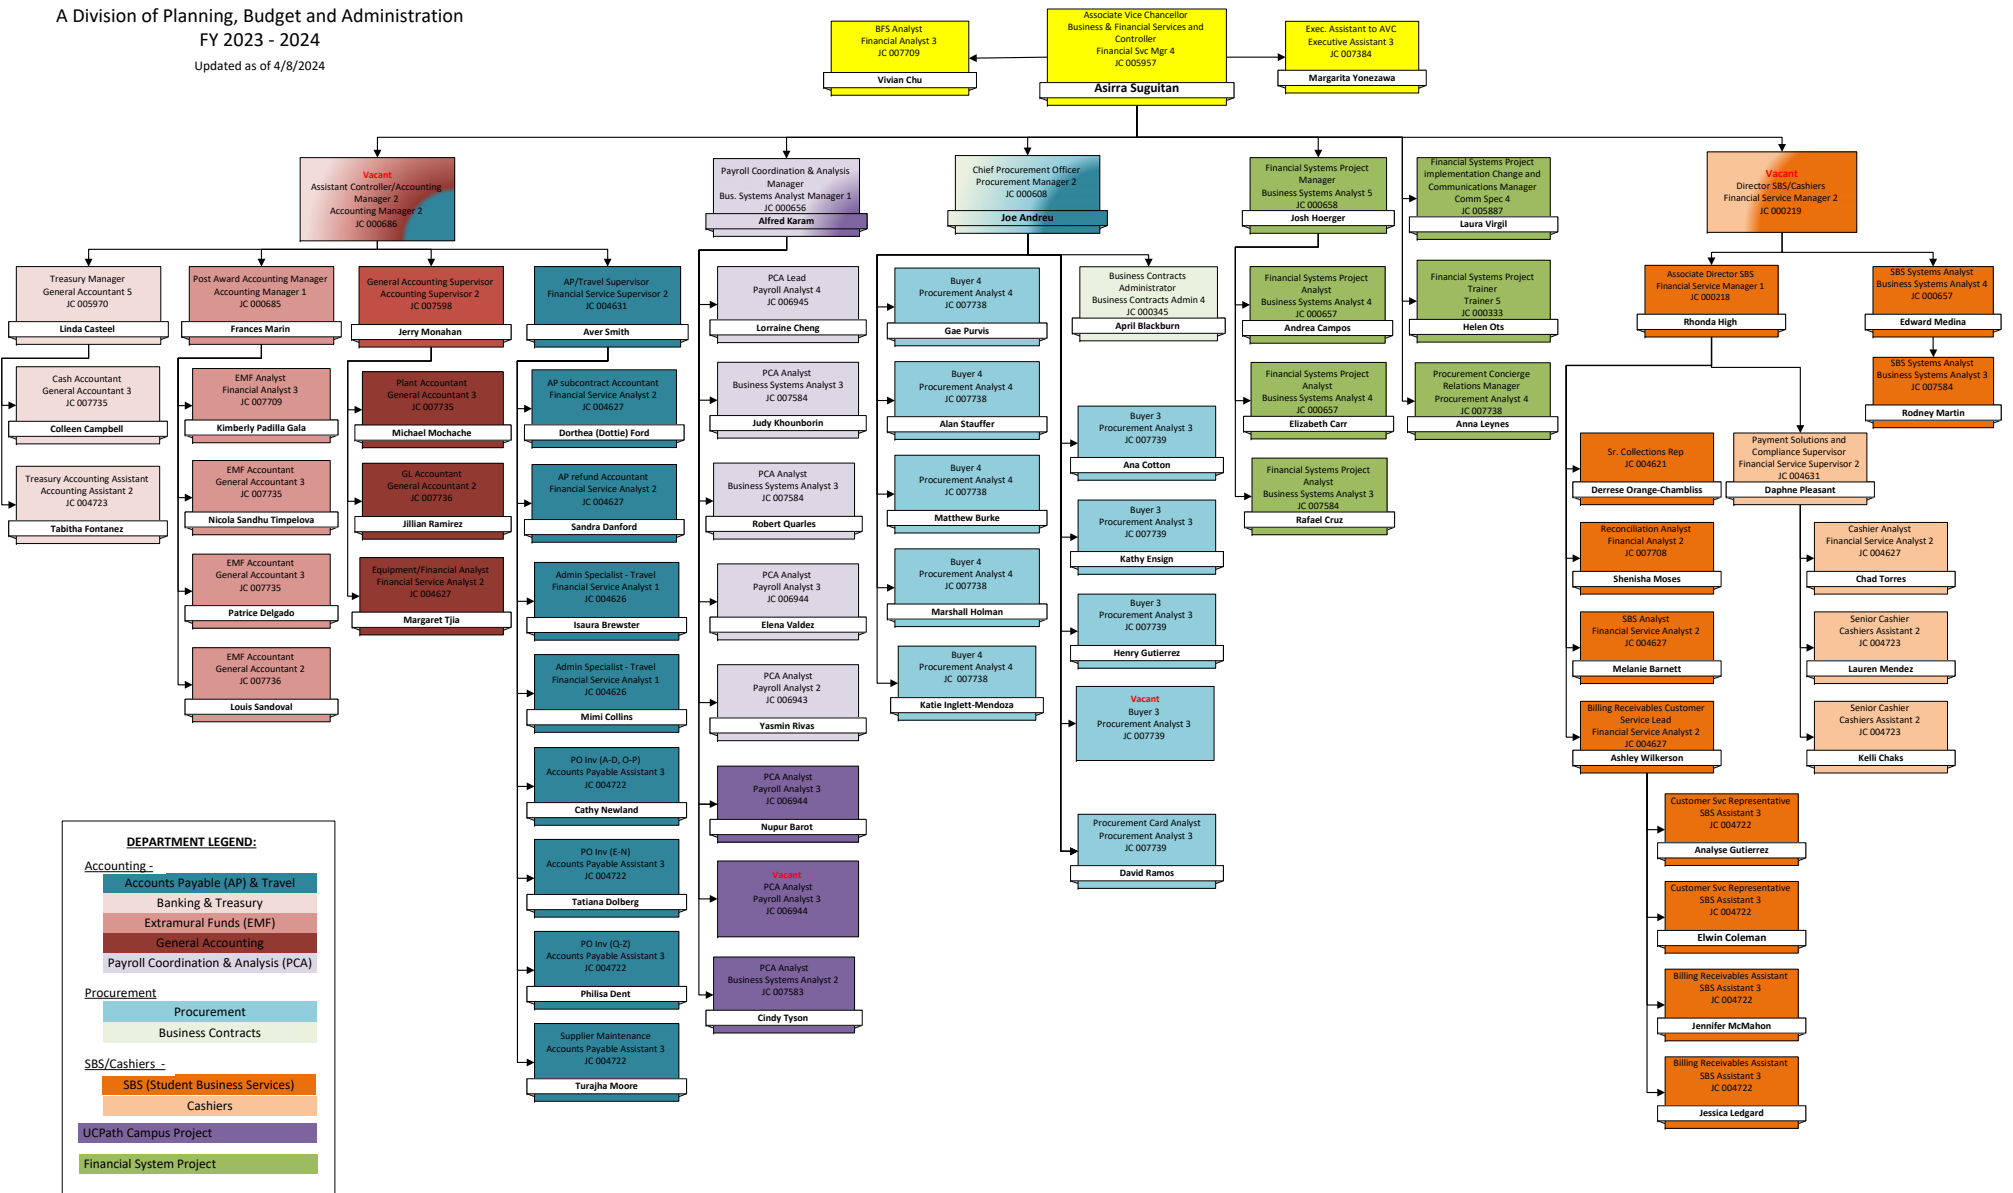 A Division of Planning, Budget and Administration
FY 2023 - 2024
Updated as of 4/8/2024
BFS Analyst
Financial Analyst 3
JC 007709
Vivian Chu
Associate Vice Chancellor
Business & Financial Services and
Controller
Financial Svc Mgr 4
JC 005957
Asirra Suguitan
Exec. Assistant to AVC
Executive Assistant 3
JC 007384
Margarita Yonezawa
Vacant
Assistant Controller/Accounting
Manager 2
Accounting Manager 2
JC 000686
Payroll Coordination & Analysis
Manager
Bus. Systems Analyst Manager 1
JC 000656
Alfred Karam
Chief Procurement Officer
Procurement Manager 2
JC 000608
Joe Andreu
Financial Systems Project
Manager
Business Systems Analyst 5
JC 000658
Josh Hoerger
Financial Systems Project
implementation Change and
Communications Manager
Comm Spec 4
JC 005887
Laura Virgil
Vacant
Director SBS/Cashiers
Financial Service Manager 2
JC 000219
Treasury Manager
General Accountant 5
JC 005970
Linda Casteel
Cash Accountant
General Accountant 3
JC 007735
Colleen Campbell
Treasury Accounting Assistant
Accounting Assistant 2
JC 004723
Tabitha Fontanez
Post Award Accounting Manager
Accounting Manager 1
JC 000685
Frances Marin
EMF Analyst
Financial Analyst 3
JC 007709
Kimberly Padilla Gala
EMF Accountant
General Accountant 3
JC 007735
Nicola Sandhu Timpelova
EMF Accountant
General Accountant 3
JC 007735
Patrice Delgado
EMF Accountant
General Accountant 2
JC 007736
Louis Sandoval
General Accounting Supervisor
Accounting Supervisor 2
JC 007598
Jerry Monahan
Plant Accountant
General Accountant 3
JC 007735
Michael Mochache
GL Accountant
General Accountant 2
JC 007736
Jillian Ramirez
Equipment/Financial Analyst
Financial Service Analyst 2
JC 004627
Margaret Tjia
AP/Travel Supervisor
Financial Service Supervisor 2
JC 004631
Aver Smith
AP subcontract Accountant
Financial Service Analyst 2
JC 004627
Dorthea (Dottie) Ford
AP refund Accountant
Financial Service Analyst 2
JC 004627
Sandra Danford
Admin Specialist - Travel
Financial Service Analyst 1
JC 004626
Isaura Brewster
Admin Specialist - Travel
Financial Service Analyst 1
JC 004626
Mimi Collins
PO Inv (A-D, O-P)
Accounts Payable Assistant 3
JC 004722
Cathy Newland
PO Inv (E-N)
Accounts Payable Assistant 3
JC 004722
Tatiana Dolberg
PO Inv (Q-Z)
Accounts Payable Assistant 3
JC 004722
Philisa Dent
Supplier Maintenance
Accounts Payable Assistant 3
JC 004722
Turajha Moore
PCA Lead
Payroll Analyst 4
JC 006945
Lorraine Cheng
PCA Analyst
Business Systems Analyst 3
JC 007584
Judy Khounborin
PCA Analyst
Business Systems Analyst 3
JC 007584
Robert Quarles
PCA Analyst
Payroll Analyst 3
JC 006944
Elena Valdez
PCA Analyst
Payroll Analyst 2
JC 006943
Yasmin Rivas
PCA Analyst
Payroll Analyst 3
JC 006944
Nupur Barot
Vacant
PCA Analyst
Payroll Analyst 3
JC 006944
PCA Analyst
Business Systems Analyst 2
JC 007583
Cindy Tyson
Buyer 4
Procurement Analyst 4
JC 007738
Gae Purvis
Buyer 4
Procurement Analyst 4
JC 007738
Alan Stauffer
Buyer 4
Procurement Analyst 4
JC 007738
Matthew Burke
Buyer 4
Procurement Analyst 4
JC 007738
Marshall Holman
Buyer 4
Procurement Analyst 4
JC 007738
Katie Inglett-Mendoza
Business Contracts
Administrator
Business Contracts Admin 4
JC 000345
April Blackburn
Buyer 3
Procurement Analyst 3
JC 007739
Ana Cotton
Buyer 3
Procurement Analyst 3
JC 007739
Kathy Ensign
Buyer 3
Procurement Analyst 3
JC 007739
Henry Gutierrez
Vacant
Buyer 3
Procurement Analyst 3
JC 007739
Procurement Card Analyst
Procurement Analyst 3
JC 007739
David Ramos
Financial Systems Project
Analyst
Business Systems Analyst 4
JC 000657
Andrea Campos
Financial Systems Project
Analyst
Business Systems Analyst 4
JC 000657
Elizabeth Carr
Financial Systems Project
Analyst
Business Systems Analyst 3
JC 007584
Rafael Cruz
Financial Systems Project
Trainer
Trainer 5
JC 000333
Helen Ots
Procurement Concierge
Relations Manager
Procurement Analyst 4
JC 007738
Anna Leynes
Associate Director SBS
Financial Service Manager 1
JC 000218
Rhonda High
SBS Systems Analyst
Business Systems Analyst 4
JC 000657
Edward Medina
SBS Systems Analyst
Business Systems Analyst 3
JC 007584
Rodney Martin
Sr. Collections Rep
JC 004621
Derrese Orange-Chambliss
Reconciliation Analyst
Financial Analyst 2
JC 007708
Shenisha Moses
SBS Analyst
Financial Service Analyst 2
JC 004627
Melanie Barnett
Billing Receivables Customer
Service Lead
Financial Service Analyst 2
JC 004627
Ashley Wilkerson
Payment Solutions and
Compliance Supervisor
Financial Service Supervisor 2
JC 004631
Daphne Pleasant
Cashier Analyst
Financial Service Analyst 2
JC 004627
Chad Torres
Senior Cashier
Cashiers Assistant 2
JC 004723
Lauren Mendez
Senior Cashier
Cashiers Assistant 2
JC 004723
Kelli Chaks
Customer Svc Representative
SBS Assistant 3
JC 004722
Analyse Gutierrez
Customer Svc Representative
SBS Assistant 3
JC 004722
Elwin Coleman
Billing Receivables Assistant
SBS Assistant 3
JC 004722
Jennifer McMahon
Billing Receivables Assistant
SBS Assistant 3
JC 004722
Jessica Ledgard
DEPARTMENT LEGEND:
Accounting -
Accounts Payable (AP) & Travel
Banking & Treasury
Extramural Funds (EMF)
General Accounting
Payroll Coordination & Analysis (PCA)
Procurement
Procurement
Business Contracts
SBS/Cashiers -
SBS (Student Business Services)
Cashiers
UCPath Campus Project
Financial System Project